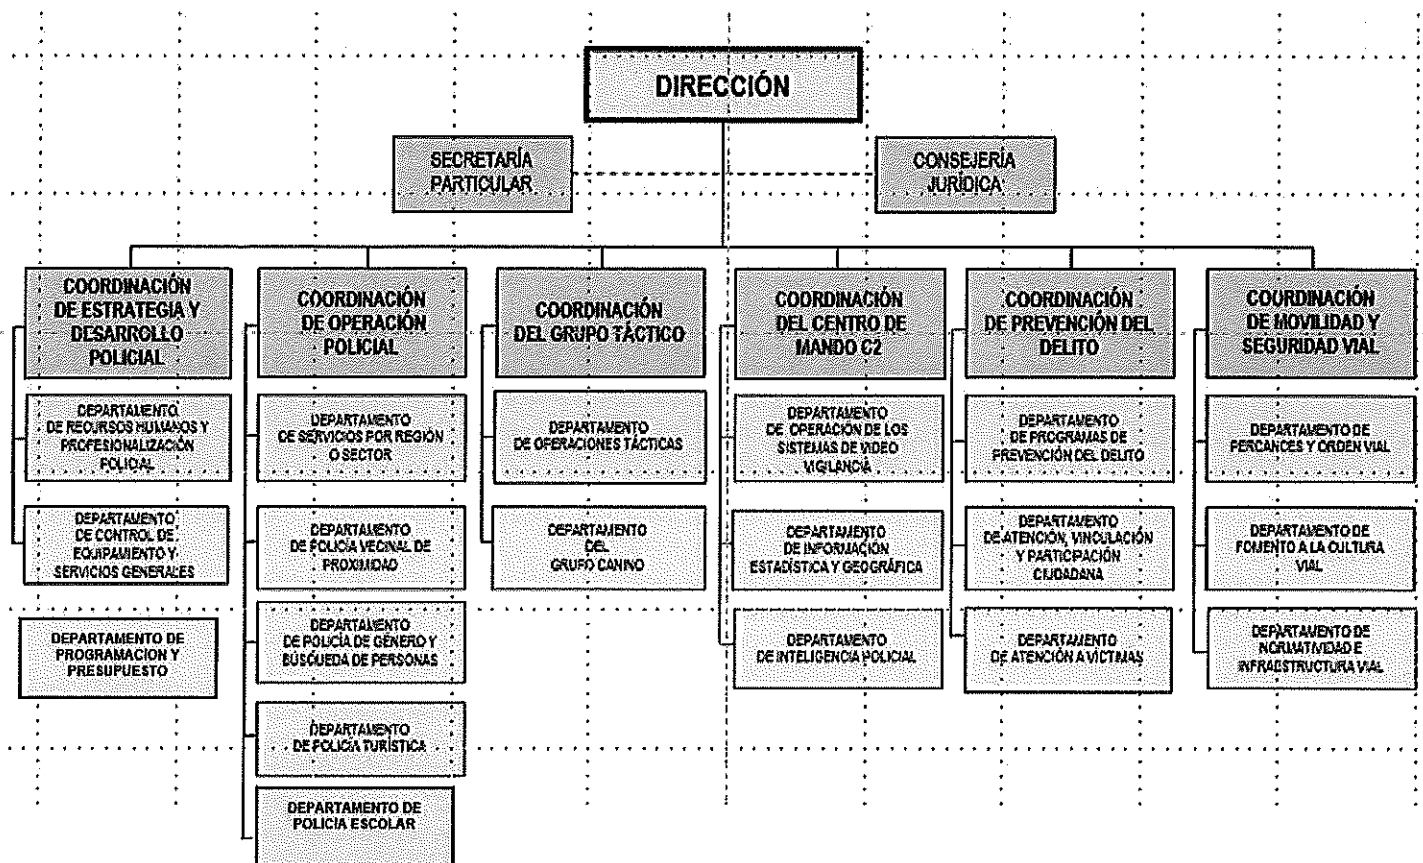 DIRECCIÓN
SECRETARÍA
PARTICULAR
CONSEJERÍA
JURÍDICA
COORDINACIÓN
DE ESTRATEGIA Y
DESARROLLO
POLICIAL
DEPARTAMENTO
DE RECURSOS HUMANOS Y
PROFESIONALIZACIÓN
POLICIAL
DEPARTAMENTO
DE CONTROL DE
EQUIPAMIENTO Y
SERVICIOS GENERALES
DEPARTAMENTO DE
PROGRAMACION Y
PRESUPUESTO
COORDINACIÓN
DE OPERACIÓN
POLICIAL
DEPARTAMENTO
DE SERVICIOS POR REGIÓN
O SECTOR
DEPARTAMENTO
DE POLICÍA VECINAL DE
PROXIMIDAD
DEPARTAMENTO
DE POLICÍA DE GÉNERO Y
BÚSQUEDA DE PERSONAS
DEPARTAMENTO
DE POLICÍA TURÍSTICA
DEPARTAMENTO DE
POLICIA ESCOLAR
COORDINACIÓN
DEL GRUPO TÁCTICO
DEPARTAMENTO
DE OPERACIONES TÁCTICAS
DEPARTAMENTO
DEL
GRUPO CANINO
COORDINACIÓN
DEL CENTRO DE
MANDO C2
DEPARTAMENTO
DE OPERACIÓN DE LOS
SISTEMAS DE VIDEO
VIGILANCIA
DEPARTAMENTO
DE INFORMACIÓN
ESTADÍSTICA Y GEOGRÁFICA
DEPARTAMENTO
DE INTELIGENCIA POLICIAL
COORDINACIÓN
DE PREVENCIÓN DEL
DELITO
DEPARTAMENTO
DE PROGRAMAS DE
PREVENCIÓN DEL DELITO
DEPARTAMENTO
DE ATENCIÓN, VINCULACIÓN
Y PARTICIPACIÓN
CIUDADANA
DEPARTAMENTO
DE ATENCIÓN A VÍCTIMAS
COORDINACIÓN
DE MOVILIDAD Y
SEGURIDAD VIAL
DEPARTAMENTO DE
PERCANCES Y ORDEN VIAL
DEPARTAMENTO DE
FOMENTO A LA CULTURA
VIAL
DEPARTAMENTO DE
NORMATIVIDAD E
INFRAESTRUCTURA VIAL